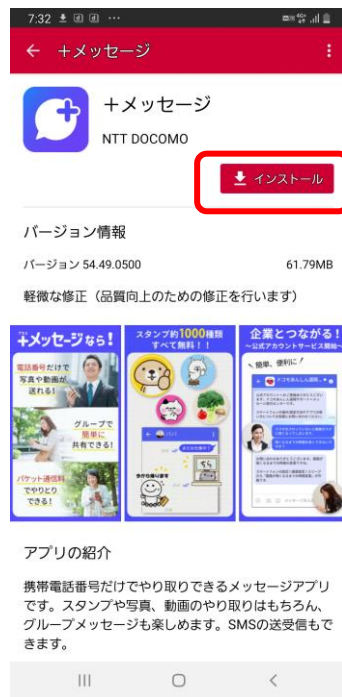 7:32
← +メッセージ
+メッセージ
NTT DOCOMO
インストール
バージョン情報
バージョン 54.49.0500 61.79MB
軽微な修正（品質向上のための修正を行います）
+メッセージなら！
電話番号だけで
写真や動画が
送れる！
グループで
簡単に
共有できる！
パケット通信料
でやりとり
できる！
スタンプ約1000種類
すべて無料！！
企業とつながる！
～公式アカウントサービス開始～
簡単、便利に！
アプリの紹介
携帯電話番号だけでやり取りできるメッセージアプリ
です。スタンプや写真、動画のやり取りはもちろん、
グループメッセージも楽しめます。SMSの送受信もで
きます。